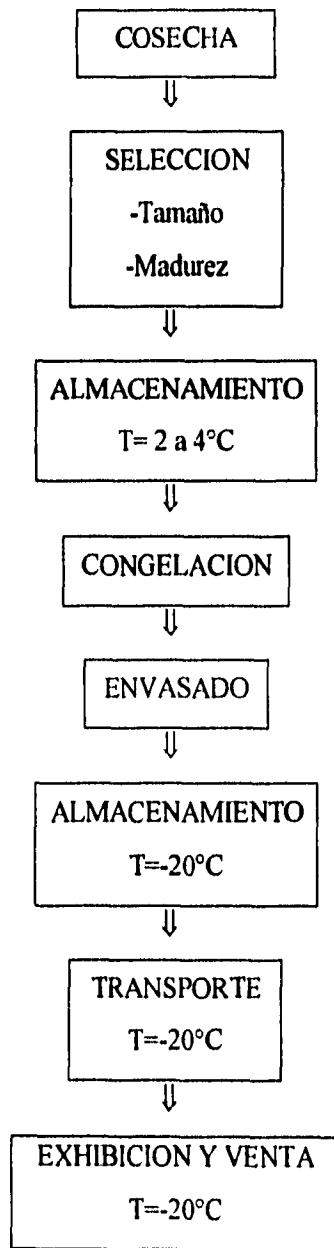 COSECHA
⇓
SELECCION
-Tamaño
-Madurez
⇓
ALMACENAMIENTO
T= 2 a 4°C
⇓
CONGELACION
⇓
ENVASADO
⇓
ALMACENAMIENTO
T=-20°C
⇓
TRANSPORTE
T=-20°C
⇓
EXHIBICION Y VENTA
T=-20°C